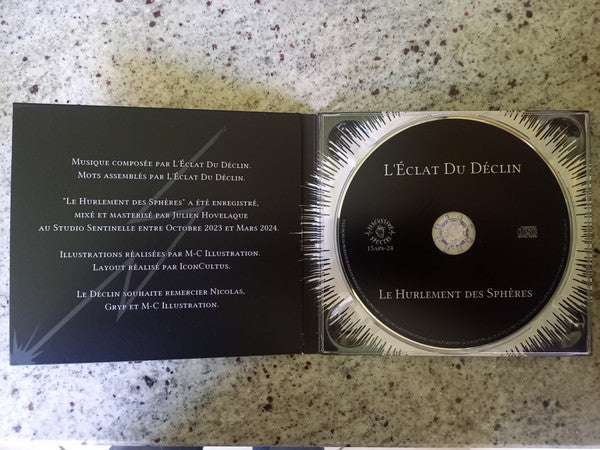 Musique composée par L'Éclat Du Déclin.
Mots assemblés par L'Éclat Du Déclin.
"Le Hurlement des Sphères" a été enregistré,
mixé et masterisé par Julien Hovelaque
au Studio Sentinelle entre Octobre 2023 et Mars 2024.
Illustrations réalisées par M-C Illustration.
Layout réalisé par IconCultus.
Le Déclin souhaite remercier Nicolas,
Gryp et M-C Illustration.
L'Éclat Du Déclin
15APS-24
Le Hurlement des Sphères